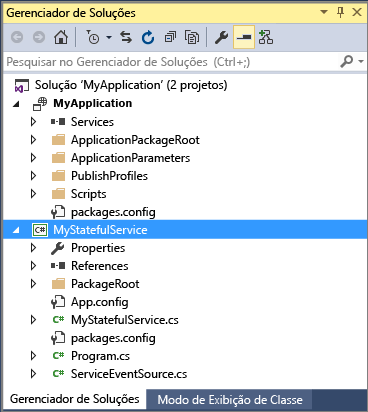 Gerenciador de Soluções
Pesquisar no Gerenciador de Soluções (Ctrl+;)
Solução 'MyApplication' (2 projetos)
MyApplication
Services
ApplicationPackageRoot
ApplicationParameters
PublishProfiles
Scripts
packages.config
C# MyStatefulService
Properties
References
PackageRoot
App.config
C# MyStatefulService.cs
packages.config
C# Program.cs
C# ServiceEventSource.cs
Gerenciador de Soluções Modo de Exibição de Classe